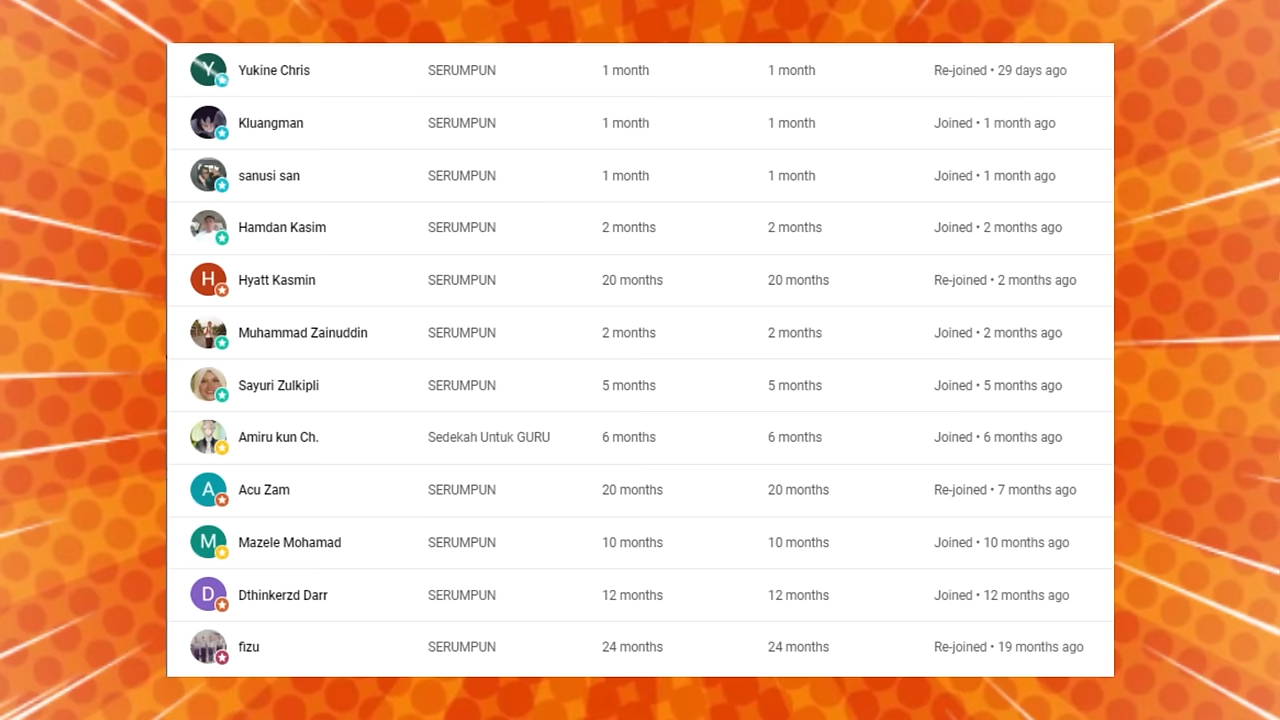 Y Yukine Chris SERUMPUN 1 month 1 month Re-joined • 29 days ago
Kluangman SERUMPUN 1 month 1 month Joined • 1 month ago
sanusi san SERUMPUN 1 month 1 month Joined • 1 month ago
Hamdan Kasim SERUMPUN 2 months 2 months Joined • 2 months ago
H Hyatt Kasmin SERUMPUN 20 months 20 months Re-joined • 2 months ago
Muhammad Zainuddin SERUMPUN 2 months 2 months Joined • 2 months ago
Sayuri Zulkipli SERUMPUN 5 months 5 months Joined • 5 months ago
Amiru kun Ch. Sedekah Untuk GURU 6 months 6 months Joined • 6 months ago
A Acu Zam SERUMPUN 20 months 20 months Re-joined • 7 months ago
M Mazele Mohamad SERUMPUN 10 months 10 months Joined • 10 months ago
D Dthinkerzd Darr SERUMPUN 12 months 12 months Joined • 12 months ago
fizu SERUMPUN 24 months 24 months Re-joined • 19 months ago